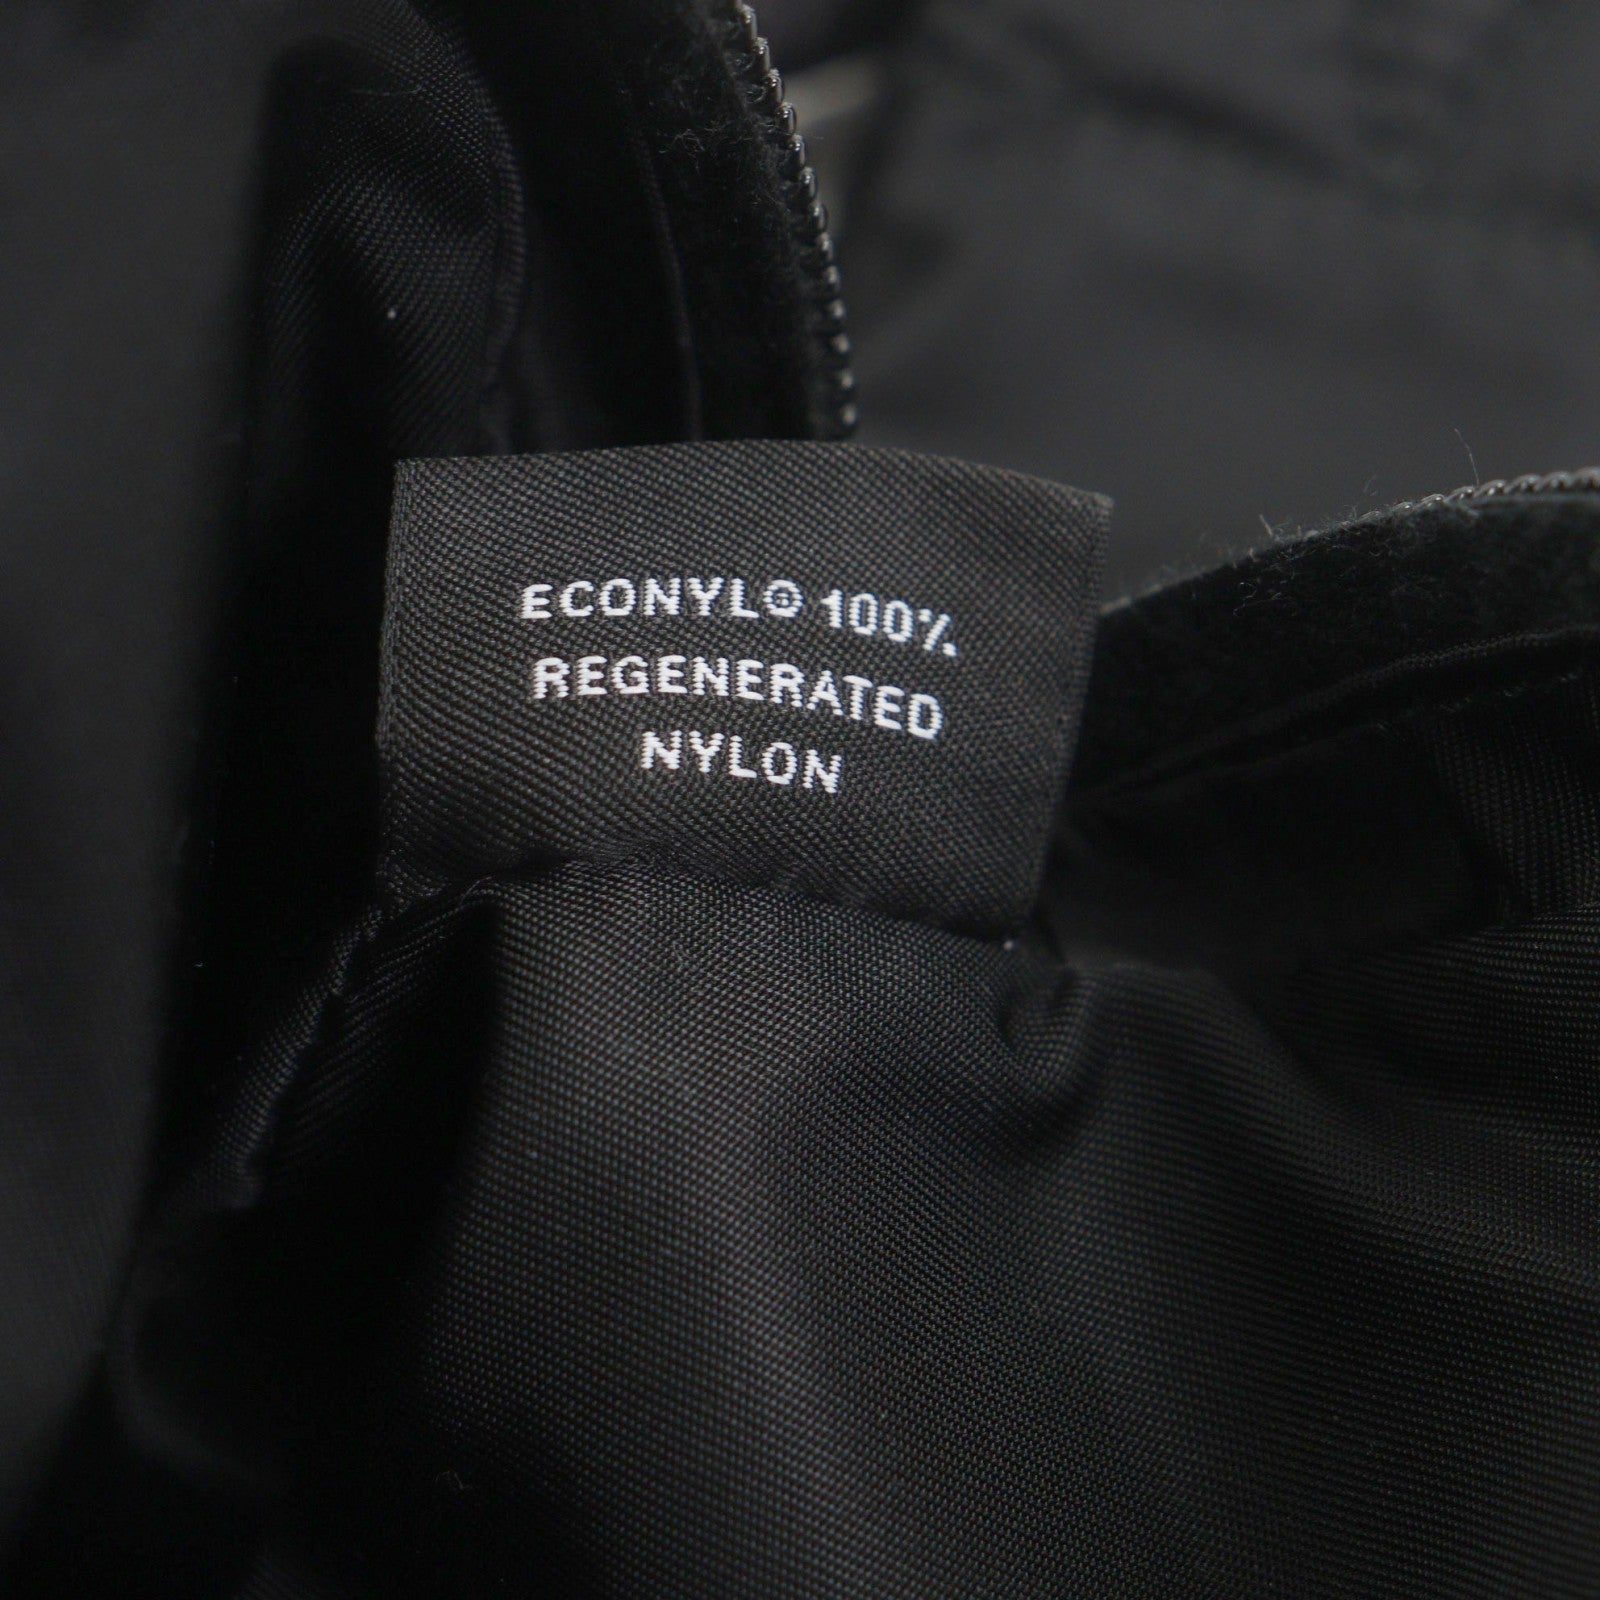 ECONYL® 100%
REGENERATED
NYLON